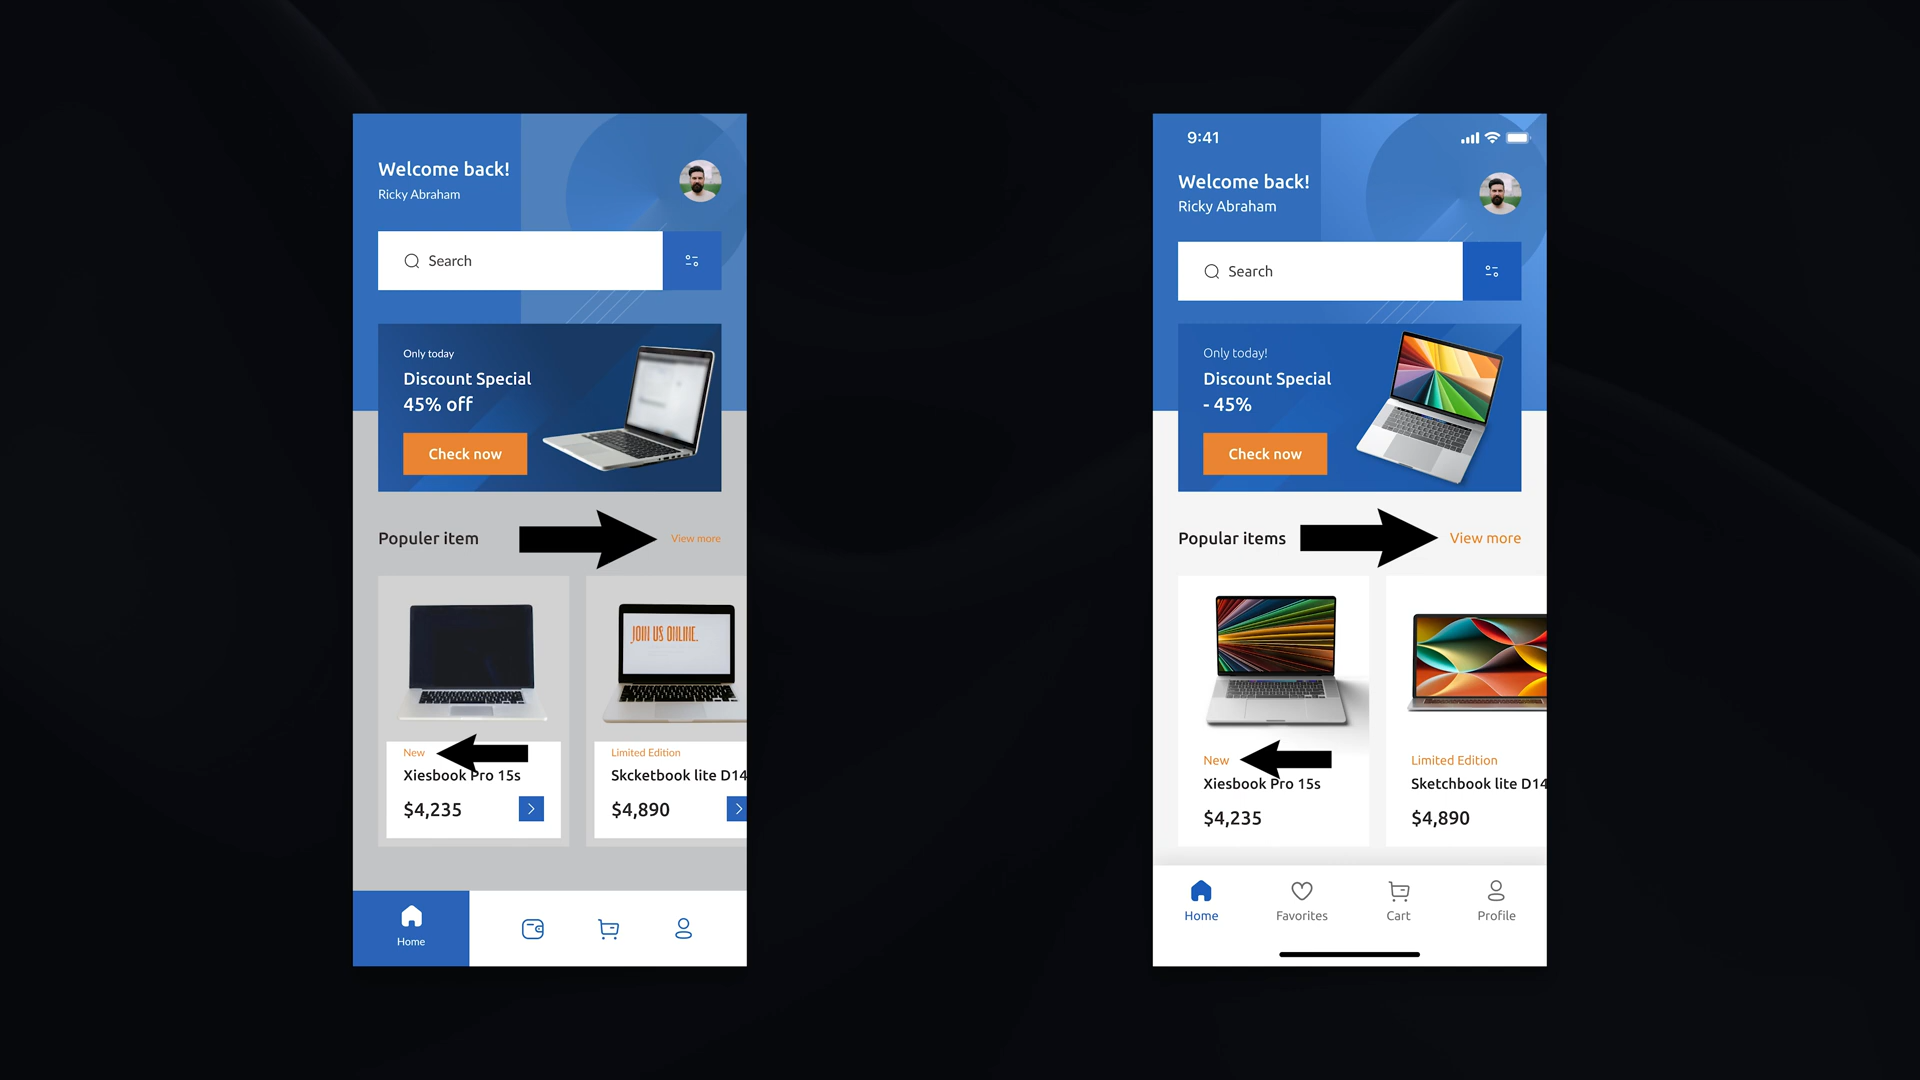 Welcome back!
Ricky Abraham
Search
Only today
Discount Special
45% off
Check now
Populer item
View more
JOIN US ONLINE.
New
Xiesbook Pro 15s
$4,235
Limited Edition
Skcketbook lite D14
$4,890
Home
9:41
Welcome back!
Ricky Abraham
Search
Only today!
Discount Special
- 45%
Check now
Popular items
View more
New
Xiesbook Pro 15s
$4,235
Limited Edition
Sketchbook lite D14
$4,890
Home
Favorites
Cart
Profile